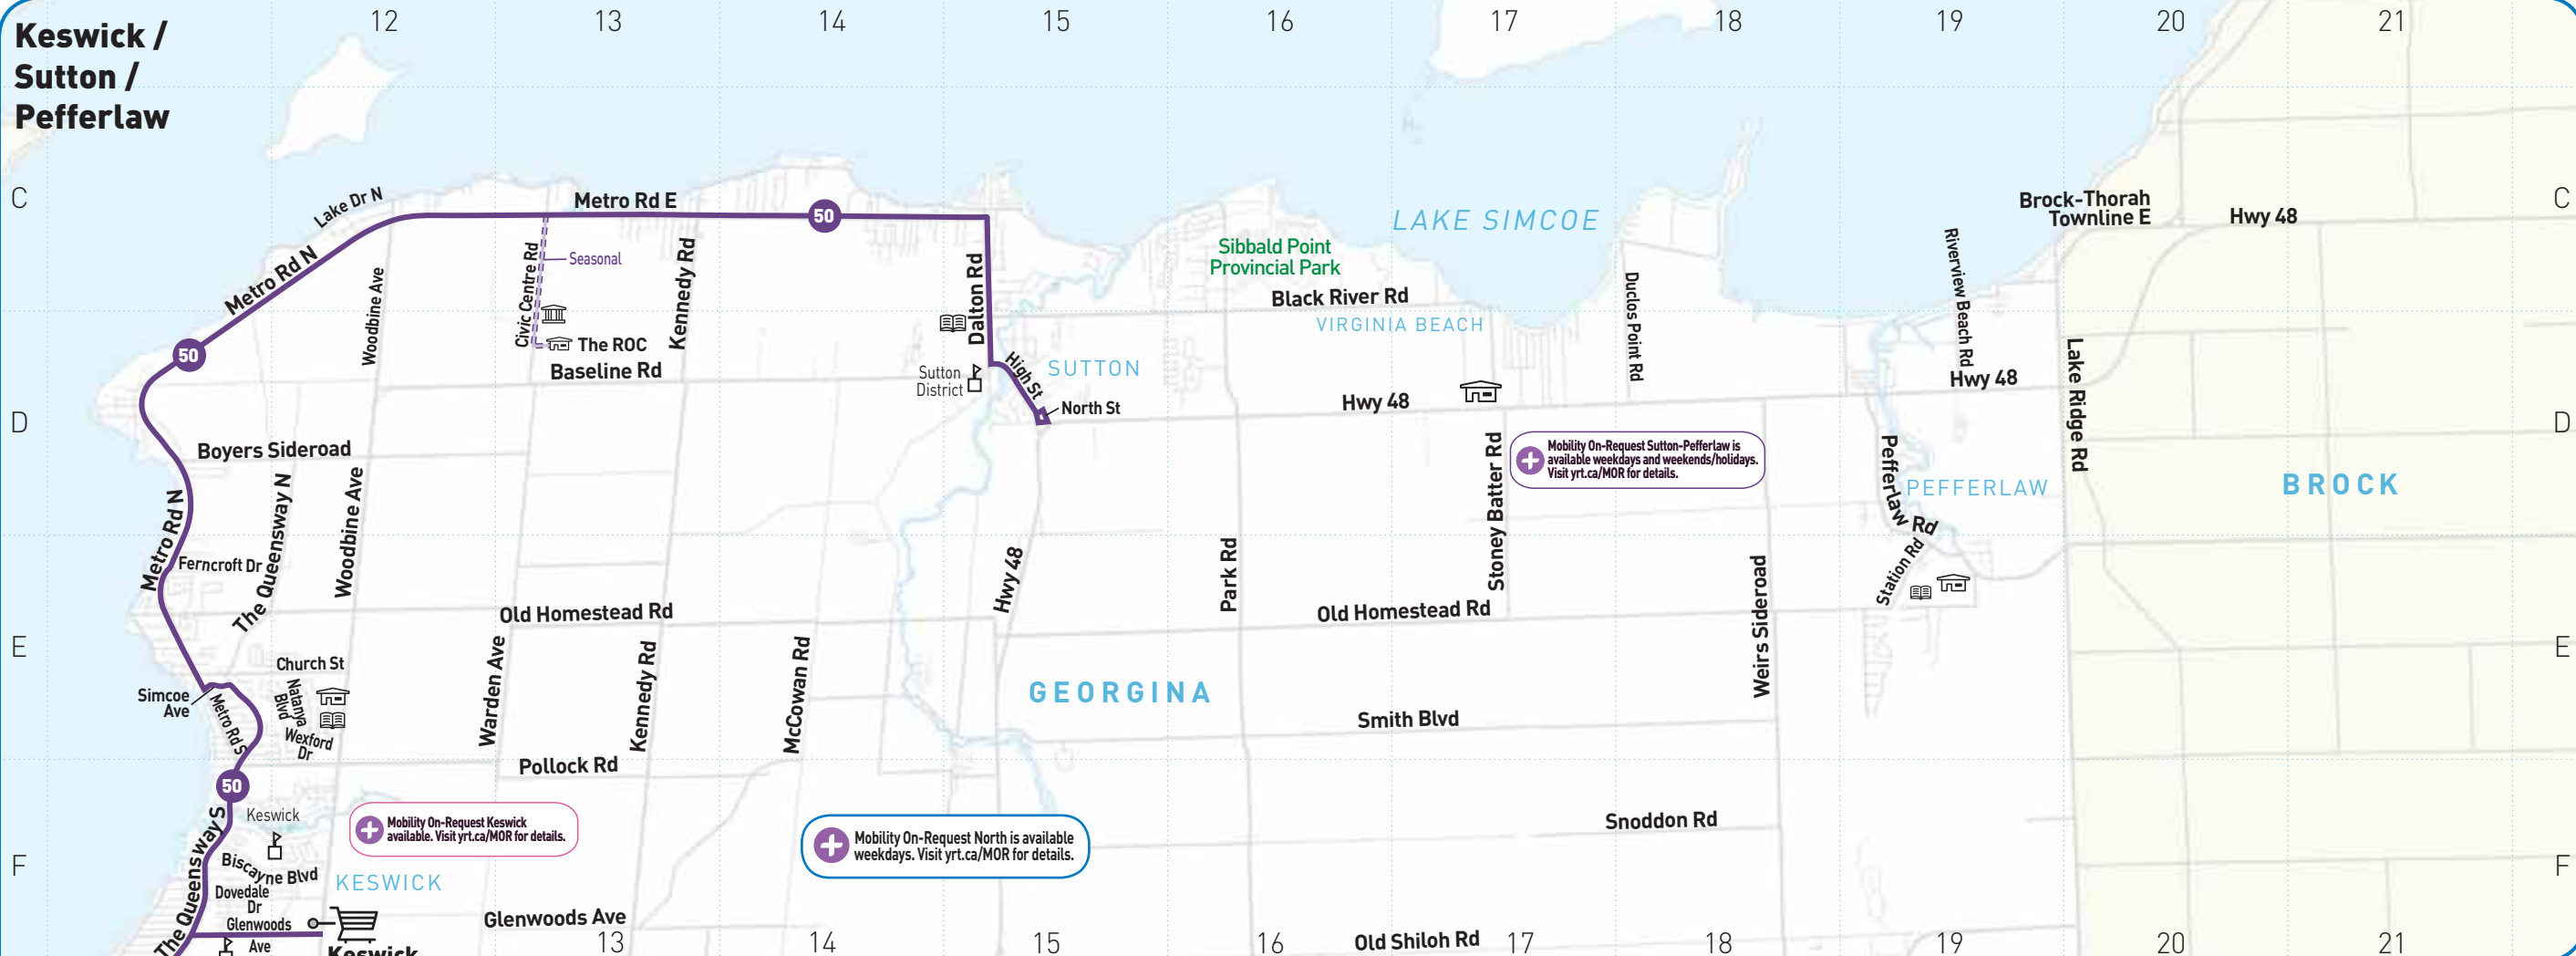 Keswick /
Sutton /
Pefferlaw
12
13
14
15
16
17
18
19
20
21
C
Lake Dr N
Metro Rd E
50
LAKE SIMCOE
Brock-Thorah
Townline E
Hwy 48
C
Metro Rd N
Woodbine Ave
Civic Centre Rd
Seasonal
Kennedy Rd
Dalton Rd
Sibbald Point
Provincial Park
Black River Rd
VIRGINIA BEACH
Duclos Point Rd
Riverview Beach Rd
50
The ROC
Baseline Rd
Sutton
District
High St
SUTTON
North St
Hwy 48
Hwy 48
Lake Ridge Rd
D
Boyers Sideroad
Metro Rd N
The Queensway N
Woodbine Ave
Stoney Batter Rd
Mobility On-Request Sutton-Pefferlaw is
available weekdays and weekends/holidays.
Visit yrt.ca/MOR for details.
Pefferlaw Rd
PEFFERLAW
BROCK
D
Ferncroft Dr
Hwy 48
Park Rd
Weirs Sideroad
Station Rd
Old Homestead Rd
Old Homestead Rd
E
Church St
Simcoe
Ave
Metro Rd S
Natanya
Blvd
Wexford
Dr
Warden Ave
Kennedy Rd
McCowan Rd
GEORGINA
Smith Blvd
E
Pollock Rd
50
The Queensway S
Keswick
Mobility On-Request Keswick
available. Visit yrt.ca/MOR for details.
Mobility On-Request North is available
weekdays. Visit yrt.ca/MOR for details.
Snoddon Rd
F
Biscayne Blvd
Dovedale
Dr
KESWICK
F
Glenwoods
Ave
Glenwoods Ave
Keswick
13
14
15
16
Old Shiloh Rd
17
18
19
20
21